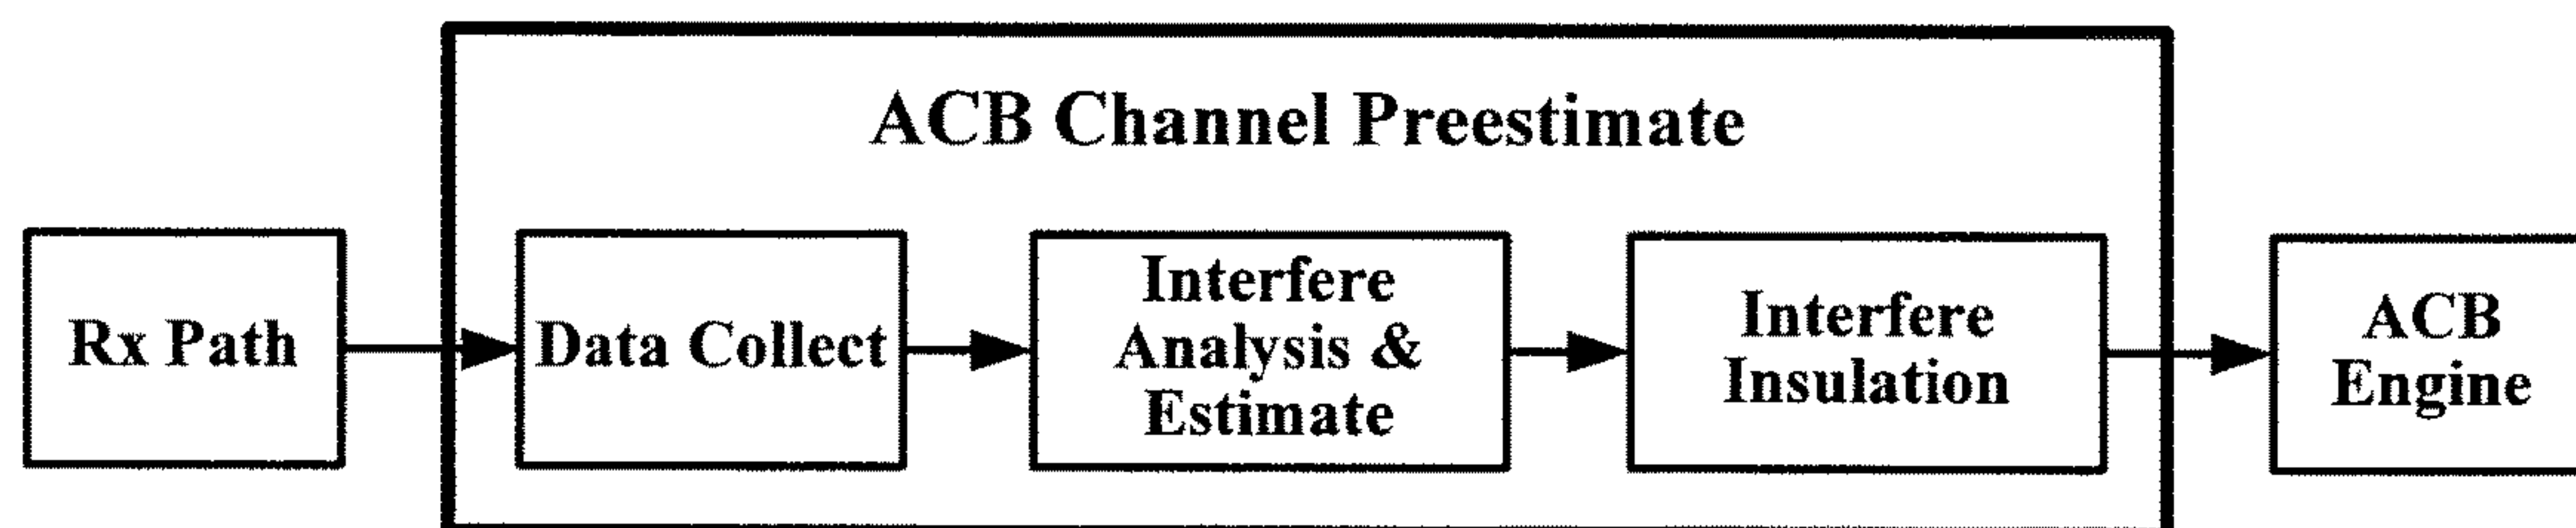 ACB Channel Preestimate
Rx Path
Data Collect
Interfere
Analysis &
Estimate
Interfere
Insulation
ACB
Engine